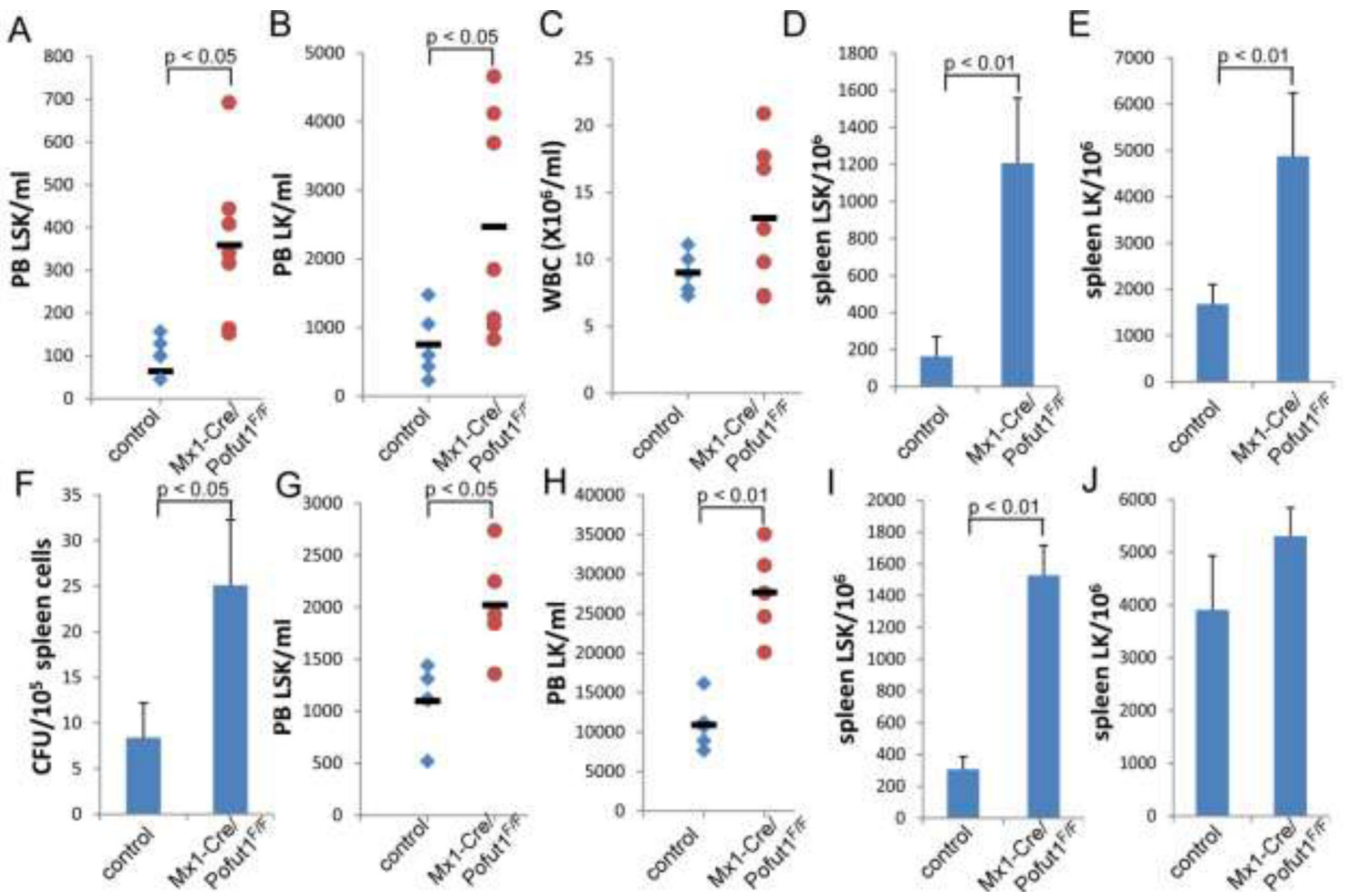 A
p < 0.05
PB LSK/ml
800
700
600
500
400
300
200
100
0
control
Mx1-Cre/
Pofut1F/F
B
p < 0.05
PB LK/ml
5000
4000
3000
2000
1000
0
control
Mx1-Cre/
Pofut1F/F
C
WBC (X10⁶/ml)
25
20
15
10
5
0
control
Mx1-Cre/
Pofut1F/F
D
p < 0.01
spleen LSK/10⁶
1800
1600
1400
1200
1000
800
600
400
200
0
control
Mx1-Cre/
Pofut1F/F
E
p < 0.01
spleen LK/10⁶
7000
6000
5000
4000
3000
2000
1000
0
control
Mx1-Cre/
Pofut1F/F
F
p < 0.05
CFU/10⁵ spleen cells
35
30
25
20
15
10
5
0
control
Mx1-Cre/
Pofut1F/F
G
p < 0.05
PB LSK/ml
3000
2500
2000
1500
1000
500
0
control
Mx1-Cre/
Pofut1F/F
H
p < 0.01
PB LK/ml
40000
35000
30000
25000
20000
15000
10000
5000
0
control
Mx1-Cre/
Pofut1F/F
I
p < 0.01
spleen LSK/10⁶
2000
1800
1600
1400
1200
1000
800
600
400
200
0
control
Mx1-Cre/
Pofut1F/F
J
spleen LK/10⁶
6000
5000
4000
3000
2000
1000
0
control
Mx1-Cre/
Pofut1F/F